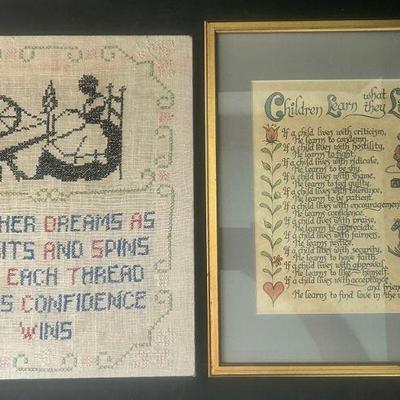 HER DREAMS AS
ITS AND SPINS
EACH THREAD
S CONFIDENCE
WINS
Children Learn what they Li
If a child lives with criticism,
He learns to condemn.
If a child lives with hostility,
He learns to fight.
If a child lives with ridicule,
He learns to be shy.
If a child lives with shame,
He learns to feel guilty.
If a child lives with tolerance,
He learns to be patient.
If a child lives with encouragement
He learns confidence.
If a child lives with praise,
He learns to appreciate.
If a child lives with fairness,
He learns justice.
If a child lives with security,
He learns to have faith.
If a child lives with approval,
He learns to like himself.
If a child lives with acceptance
and
He learns to find love in the w